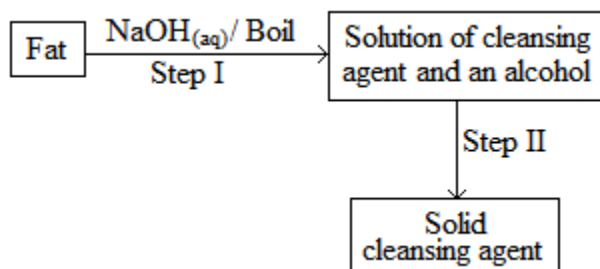 Fat
NaOH(aq)/ Boil
Step I
Solution of cleansing
agent and an alcohol
Step II
Solid
cleansing agent